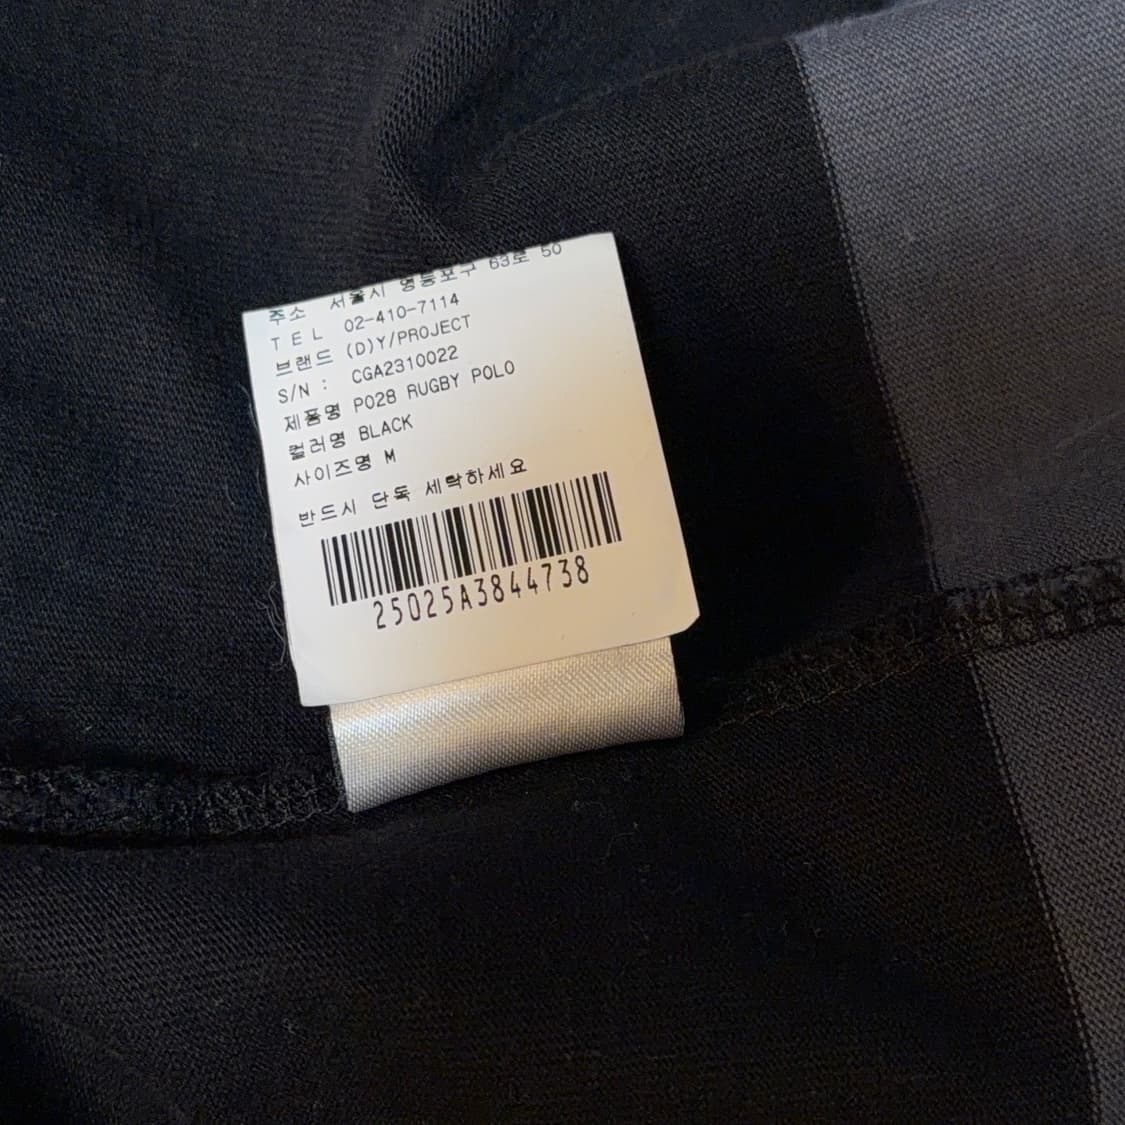 주소 서울시 영등포구 63로 50
TEL 02-410-7114
브랜드 (D)Y/PROJECT
S/N : CGA2310022
제품명 P028 RUGBY POLO
컬러명 BLACK
사이즈명 M
반드시 단독 세탁하세요
25025A3844738